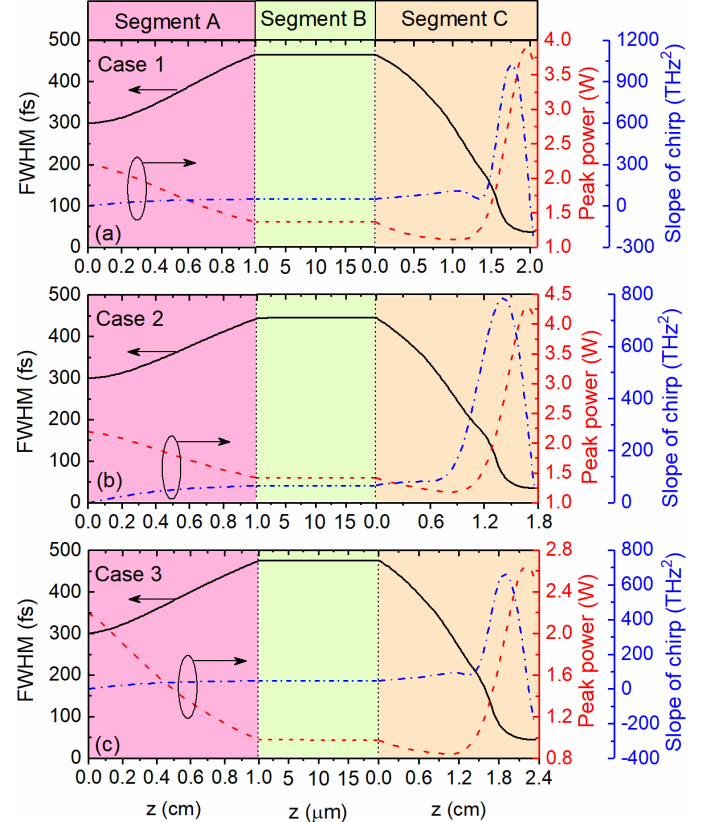 Segment A Segment B Segment C
Case 1
(a)
FWHM (fs)
500
400
300
200
100
0
0.0 0.2 0.4 0.6 0.8 1.0 5 10 15 0.0 0.5 1.0 1.5 2.0
4.0
3.5
3.0
2.5
2.0
1.5
1.0
Peak power (W)
1200
900
600
300
0
-300
Slope of chirp (THz²)
Case 2
(b)
FWHM (fs)
500
400
300
200
100
0
0.0 0.2 0.4 0.6 0.8 1.0 5 10 15 0.0 0.6 1.2 1.8
4.5
4.0
3.5
3.0
2.5
2.0
1.5
1.0
Peak power (W)
800
600
400
200
0
Slope of chirp (THz²)
Case 3
(c)
FWHM (fs)
500
400
300
200
100
0
0.0 0.2 0.4 0.6 0.8 1.0 5 10 15 0.0 0.6 1.2 1.8 2.4
2.8
2.4
2.0
1.6
1.2
0.8
Peak power (W)
800
600
400
200
0
-200
-400
Slope of chirp (THz²)
z (cm) z (μm) z (cm)